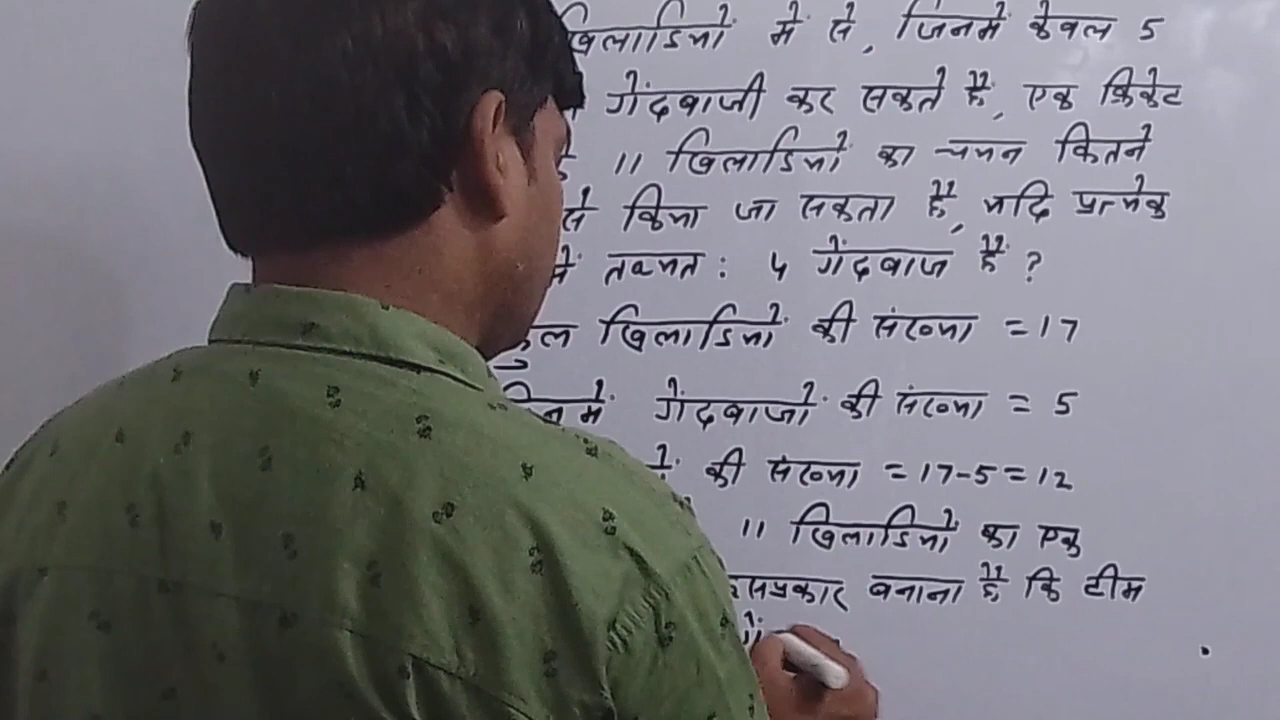 खिलाडियों में से, जिनमें केवल 5
गेंदबाजी कर सकते हैं, एक क्रिकेट
11 खिलाडियों का चयन कितने
से किया जा सकता है, यदि प्रत्येक
में तथ्यत: 4 गेंदबाज हैं ?
कुल खिलाडियों की संख्या = 17
में गेंदबाजों की संख्या = 5
की संख्या = 17-5 = 12
11 खिलाडियों का एक
इसप्रकार बनाना है कि टीम